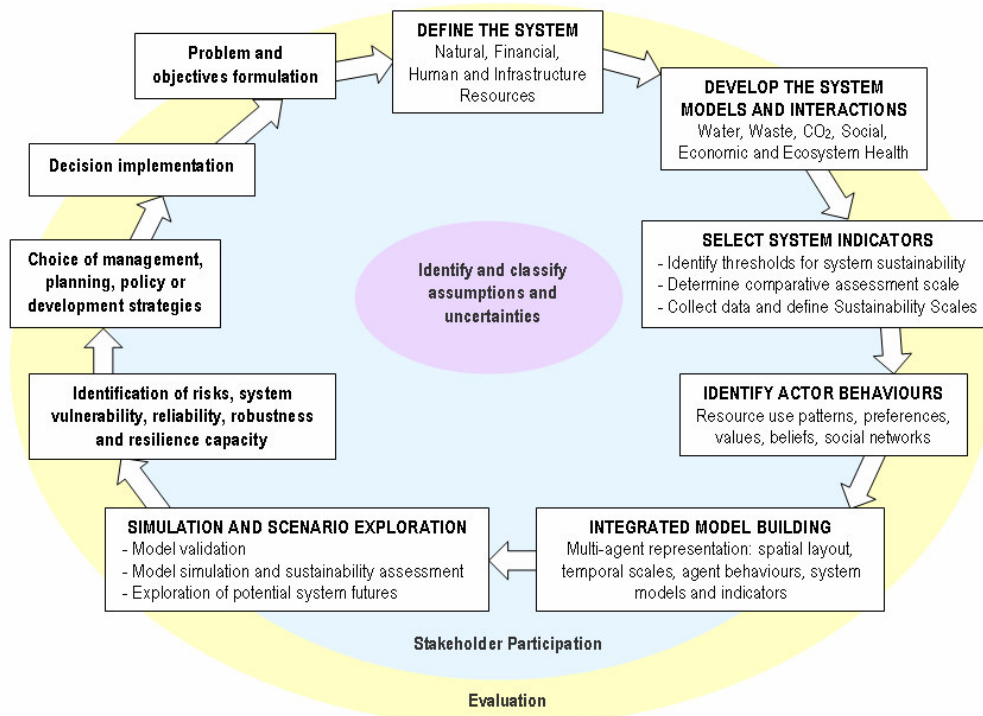 Problem and
objectives formulation
DEFINE THE SYSTEM
Natural, Financial,
Human and Infrastructure
Resources
DEVELOP THE SYSTEM
MODELS AND INTERACTIONS
Water, Waste, CO₂, Social,
Economic and Ecosystem Health
SELECT SYSTEM INDICATORS
- Identify thresholds for system sustainability
- Determine comparative assessment scale
- Collect data and define Sustainability Scales
IDENTIFY ACTOR BEHAVIOURS
Resource use patterns, preferences,
values, beliefs, social networks
INTEGRATED MODEL BUILDING
Multi-agent representation: spatial layout,
temporal scales, agent behaviours, system
models and indicators
SIMULATION AND SCENARIO EXPLORATION
- Model validation
- Model simulation and sustainability assessment
- Exploration of potential system futures
Identification of risks, system
vulnerability, reliability, robustness
and resilience capacity
Choice of management,
planning, policy or
development strategies
Decision implementation
Identify and classify
assumptions and
uncertainties
Stakeholder Participation
Evaluation